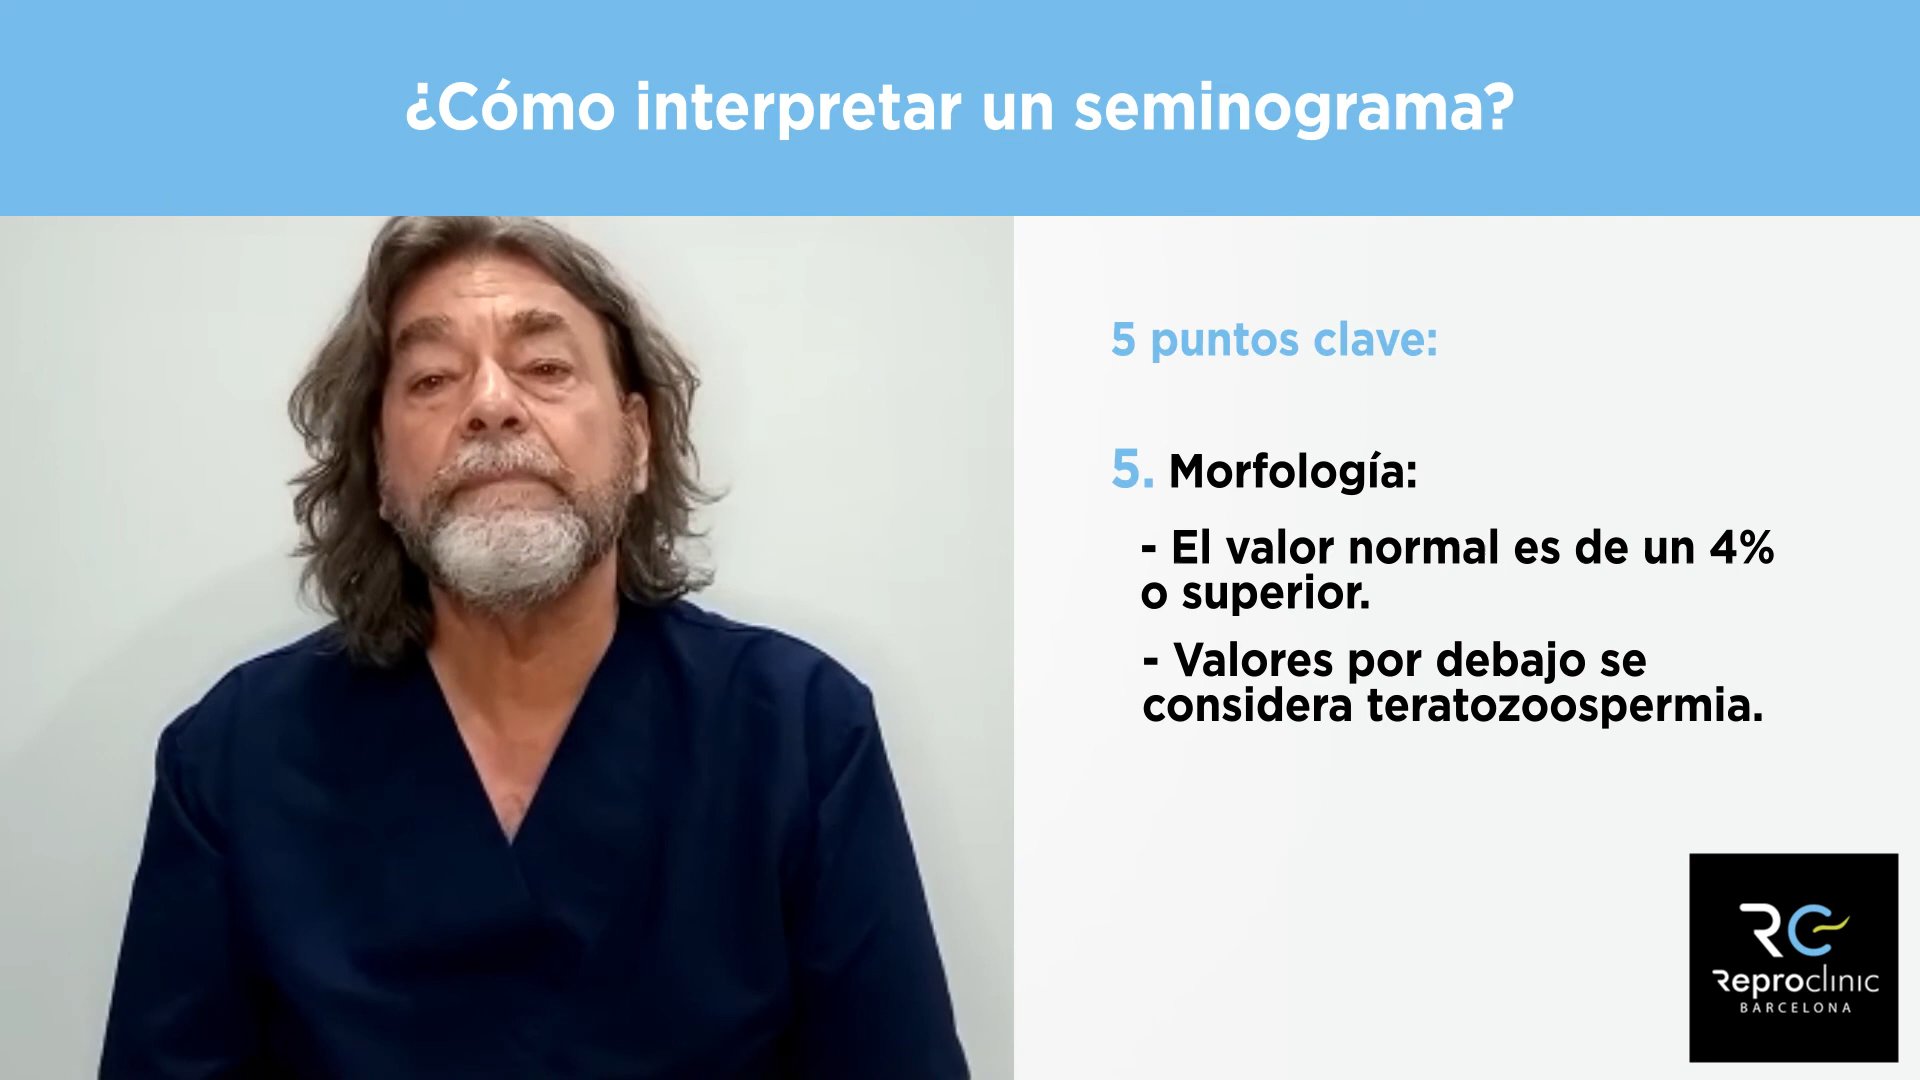 ¿Cómo interpretar un seminograma?
5 puntos clave:
5. Morfología:
- El valor normal es de un 4%
o superior.
- Valores por debajo se
considera teratozoospermia.
RC
Reproclinic
BARCELONA